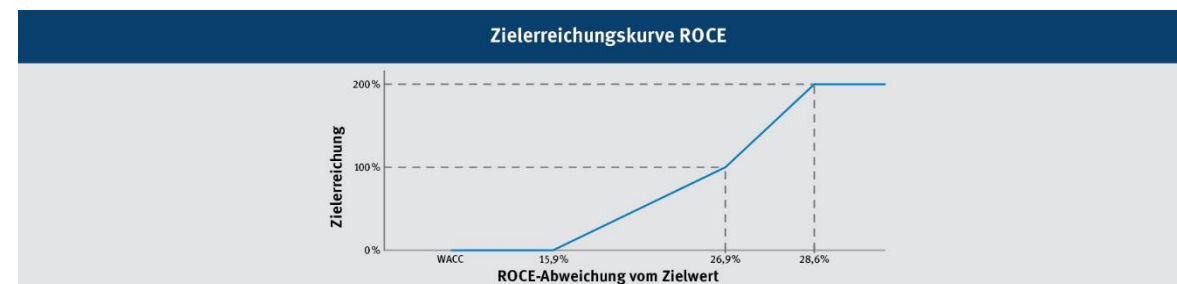 Zielerreichungskurve ROCE
200%
100%
0%
Zielerreichung
WACC 15,9% 26,9% 28,6%
ROCE-Abweichung vom Zielwert